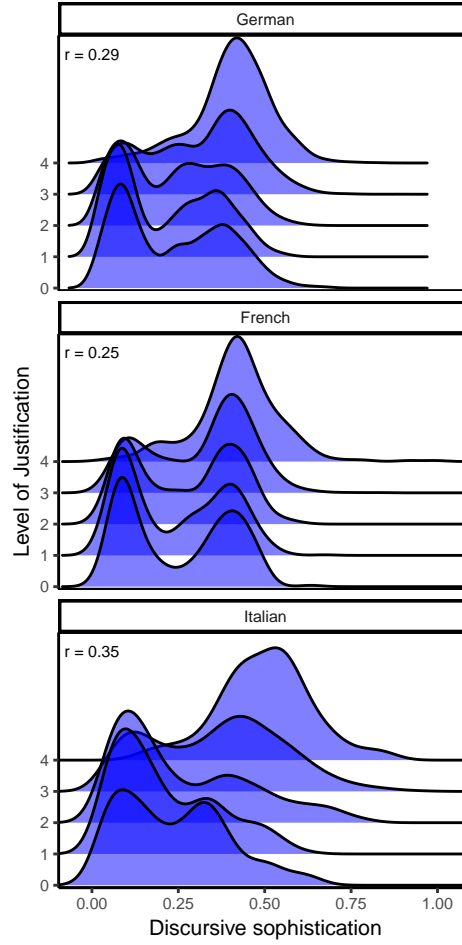 German
r = 0.29
4
3
2
1
0
French
r = 0.25
4
3
2
1
0
Italian
r = 0.35
4
3
2
1
0
0.00 0.25 0.50 0.75 1.00
Discursive sophistication
Level of Justification